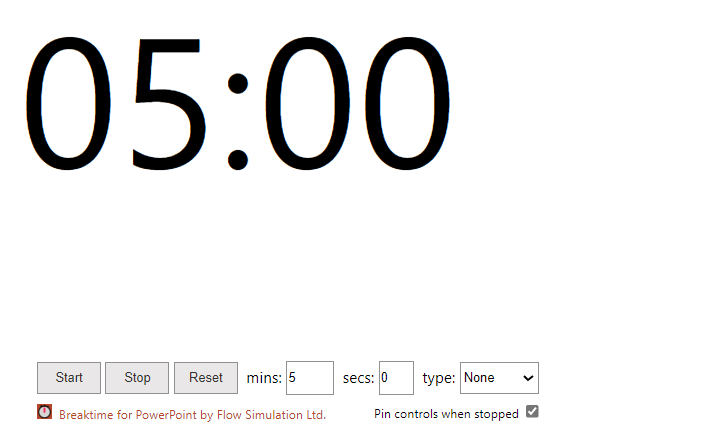 05:00
Start Stop Reset mins: 5 secs: 0 type: None
Breaktime for PowerPoint by Flow Simulation Ltd. Pin controls when stopped